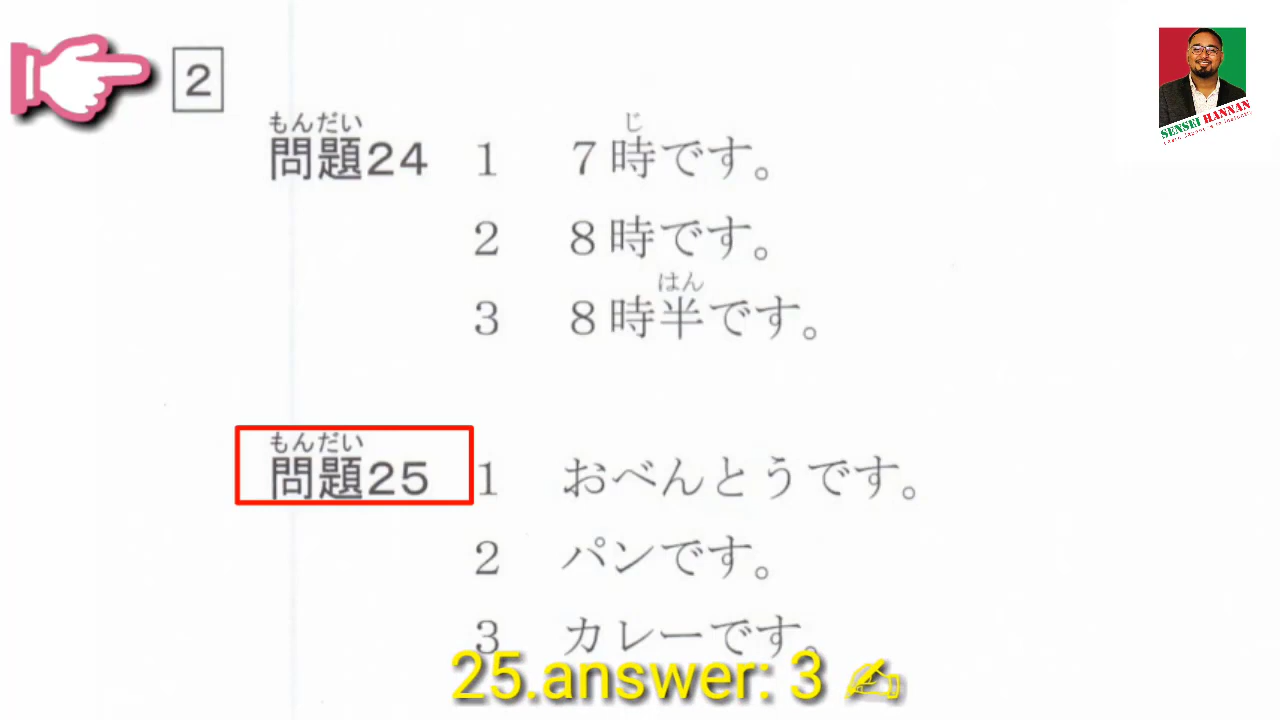 2
もんだい
問題24 1 7時です。
じ
2 8時です。
はん
3 8時半です。
もんだい
問題25 1 おべんとうです。
2 パンです。
3 カレーです。
25.answer: 3 ✍
SENSEI HANNAN